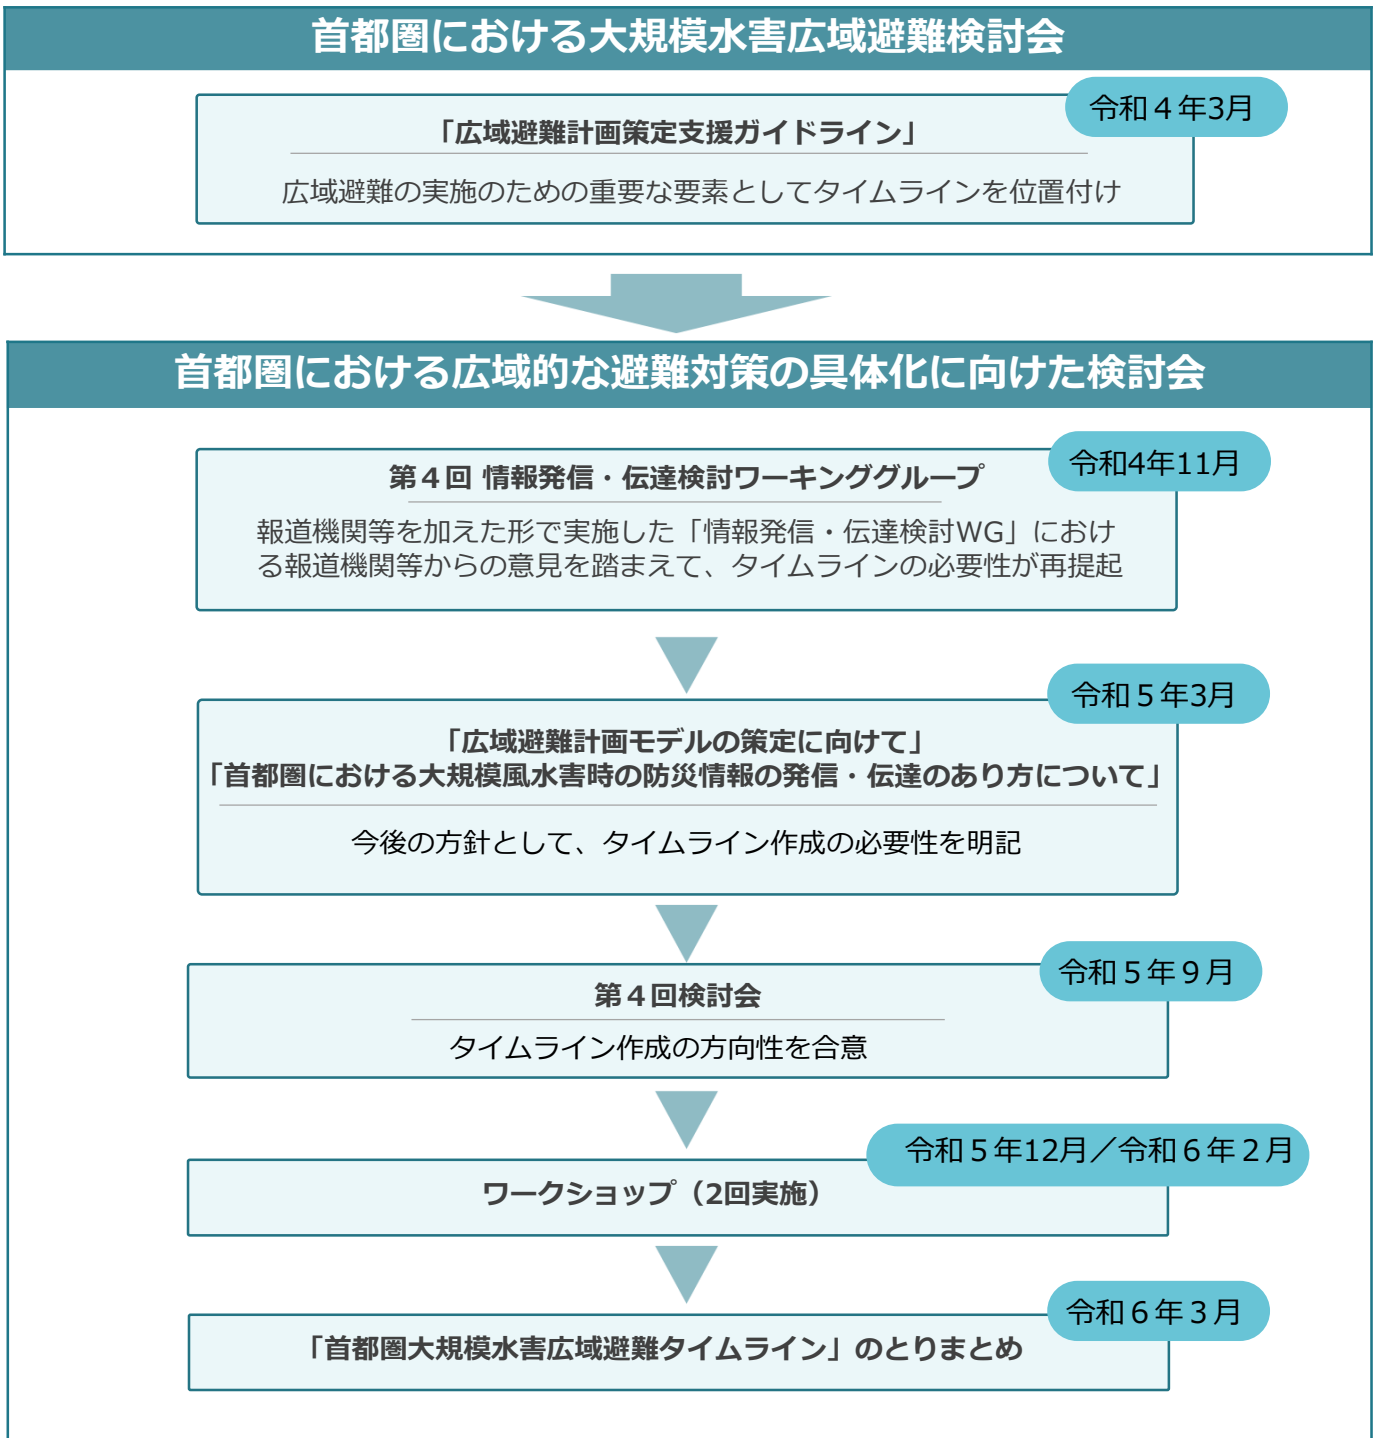 首都圏における大規模水害広域避難検討会
令和４年3月
「広域避難計画策定支援ガイドライン」
広域避難の実施のための重要な要素としてタイムラインを位置付け
首都圏における広域的な避難対策の具体化に向けた検討会
令和4年11月
第４回 情報発信・伝達検討ワーキンググループ
報道機関等を加えた形で実施した「情報発信・伝達検討WG」におけ
る報道機関等からの意見を踏まえて、タイムラインの必要性が再提起
令和５年3月
「広域避難計画モデルの策定に向けて」
「首都圏における大規模風水害時の防災情報の発信・伝達のあり方について」
今後の方針として、タイムライン作成の必要性を明記
令和５年９月
第４回検討会
タイムライン作成の方向性を合意
令和５年12月／令和６年２月
ワークショップ（2回実施）
令和６年３月
「首都圏大規模水害広域避難タイムライン」のとりまとめ